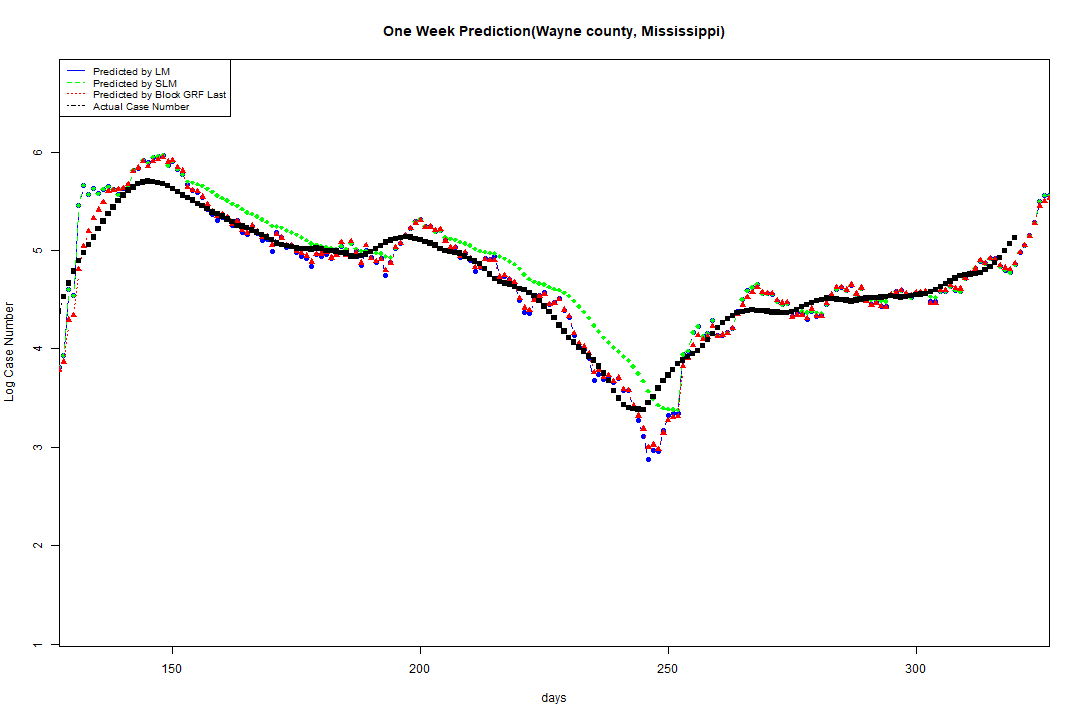 One Week Prediction(Wayne county, Mississippi)
Predicted by LM
Predicted by SLM
Predicted by Block GRF Last
Actual Case Number
6
5
4
3
2
1
Log Case Number
150 200 250 300
days